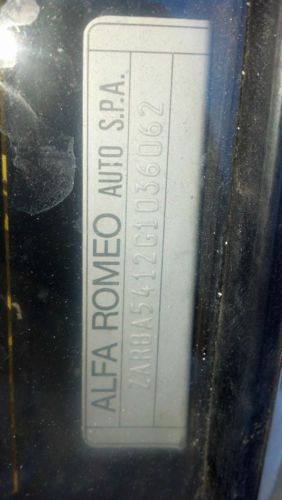 ALFA ROMEO AUTO S.P.A.
ZARBA5412G1036062